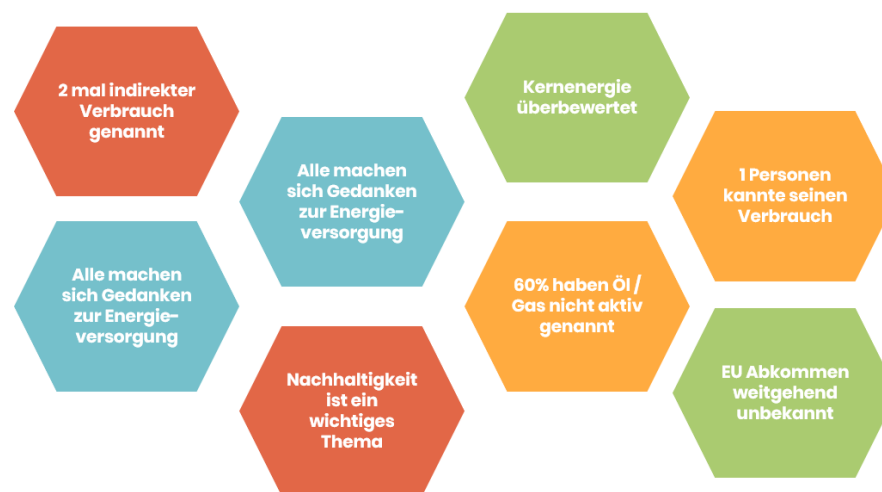 2 mal indirekter
Verbrauch
genannt
Alle machen
sich Gedanken
zur Energie-
versorgung
Kernenergie
überbewertet
1 Personen
kannte seinen
Verbrauch
Alle machen
sich Gedanken
zur Energie-
versorgung
Nachhaltigkeit
ist ein
wichtiges
Thema
60% haben Öl /
Gas nicht aktiv
genannt
EU Abkommen
weitgehend
unbekannt